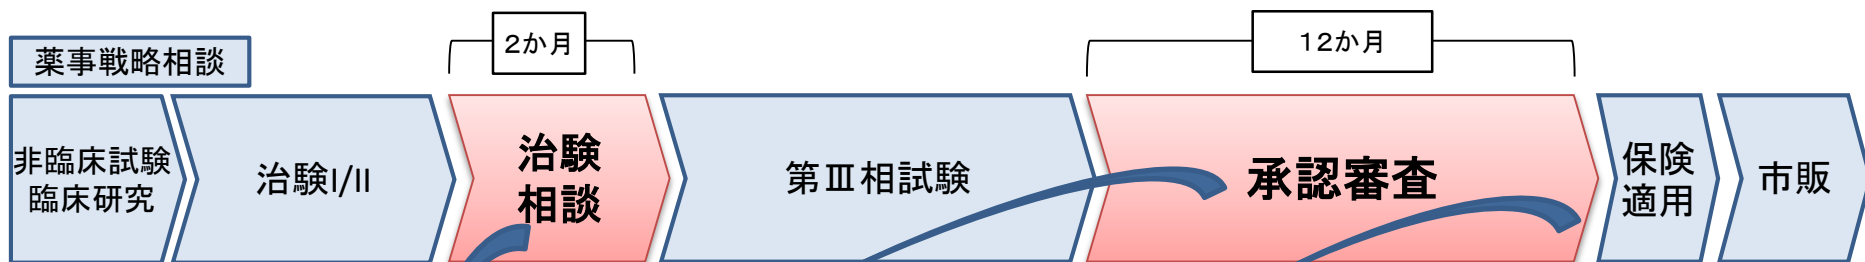 2か月
12か月
薬事戦略相談
非臨床試験
臨床研究
治験I/II
治験
相談
第Ⅲ相試験
承認審査
保険
適用
市販